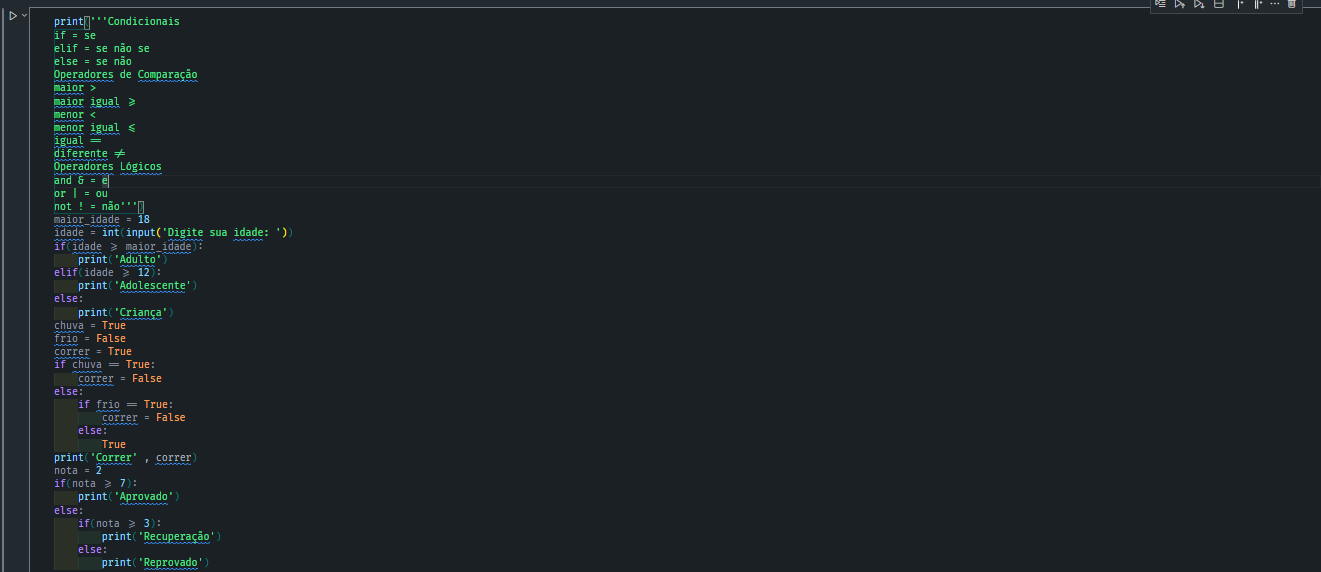 print('''Condicionais
if = se
elif = se não se
else = se não
Operadores de Comparação
maior >
maior igual >=
menor <
menor igual <=
igual ==
diferente !=
Operadores Lógicos
and & = e
or | = ou
not ! = não''')
maior_idade = 18
idade = int(input('Digite sua idade: '))
if(idade >= maior_idade):
    print('Adulto')
elif(idade >= 12):
    print('Adolescente')
else:
    print('Criança')
chuva = True
frio = False
correr = True
if chuva == True:
    correr = False
else:
    if frio == True:
        correr = False
    else:
        True
print('Correr' , correr)
nota = 2
if(nota >= 7):
    print('Aprovado')
else:
    if(nota >= 3):
        print('Recuperação')
    else:
        print('Reprovado')